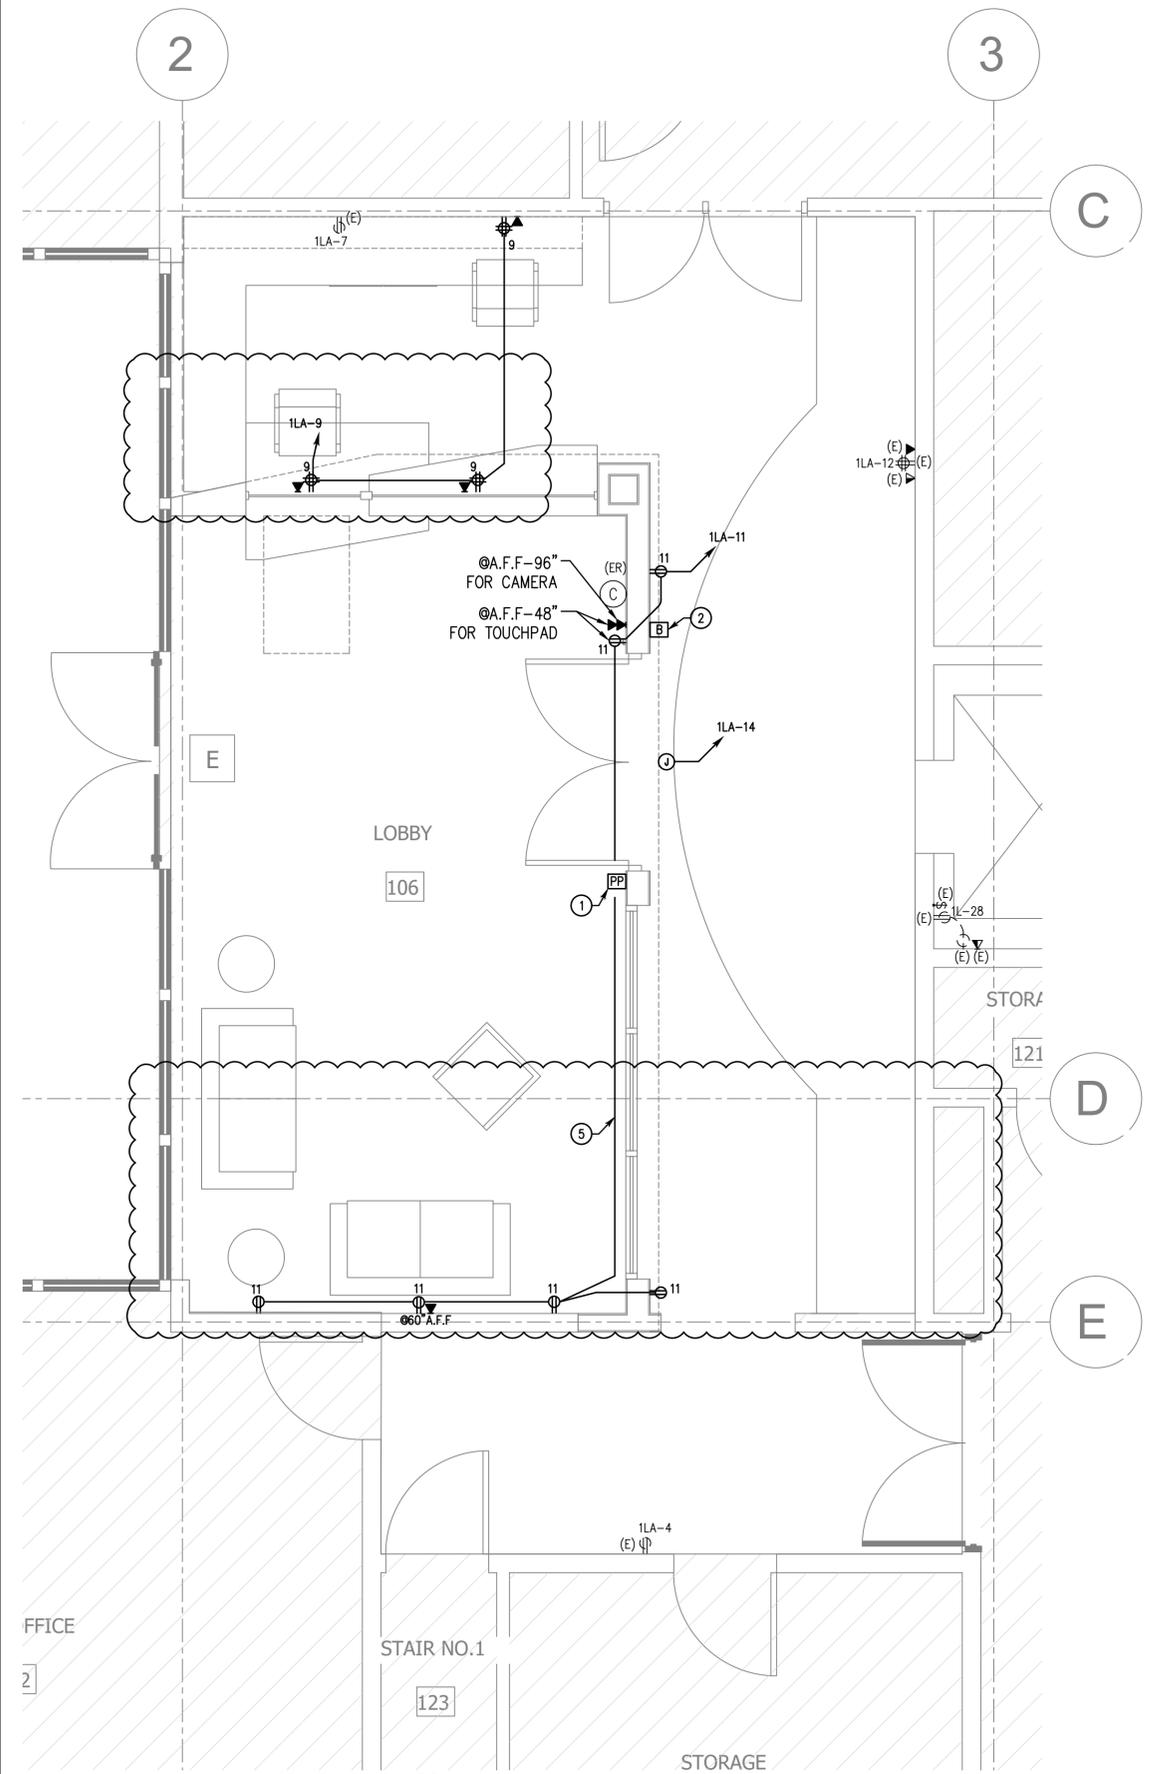 2
3
C
(E)
1LA-7
9
1LA-9
9
9
(E)
1LA-12
(E)
(E)
1LA-11
11
@A.F.F-96"
FOR CAMERA
(ER)
C
@A.F.F-48"
FOR TOUCHPAD
B
2
11
1LA-14
J
E
LOBBY
106
PP
1
(E)
S
1L-28
(E)
(E)
(E)
STORA
121
D
5
11
11
11
11
@60"A.F.F
E
1LA-4
(E)
FFICE
2
STAIR NO.1
123
STORAGE